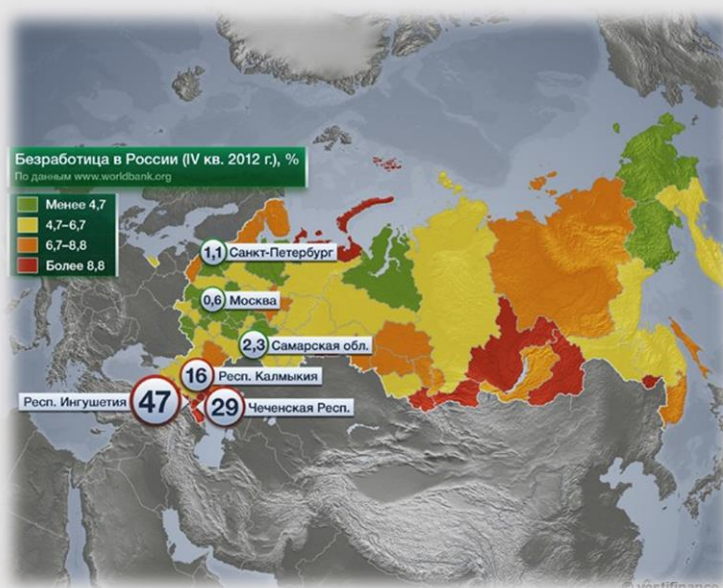 Безработица в России (IV кв. 2012 г.), %
По данным www.worldbank.org
Менее 4,7
4,7–6,7
6,7–8,8
Более 8,8
1,1 Санкт-Петербург
0,6 Москва
2,3 Самарская обл.
16 Респ. Калмыкия
Респ. Ингушетия 47
29 Чеченская Респ.
© vestifinance